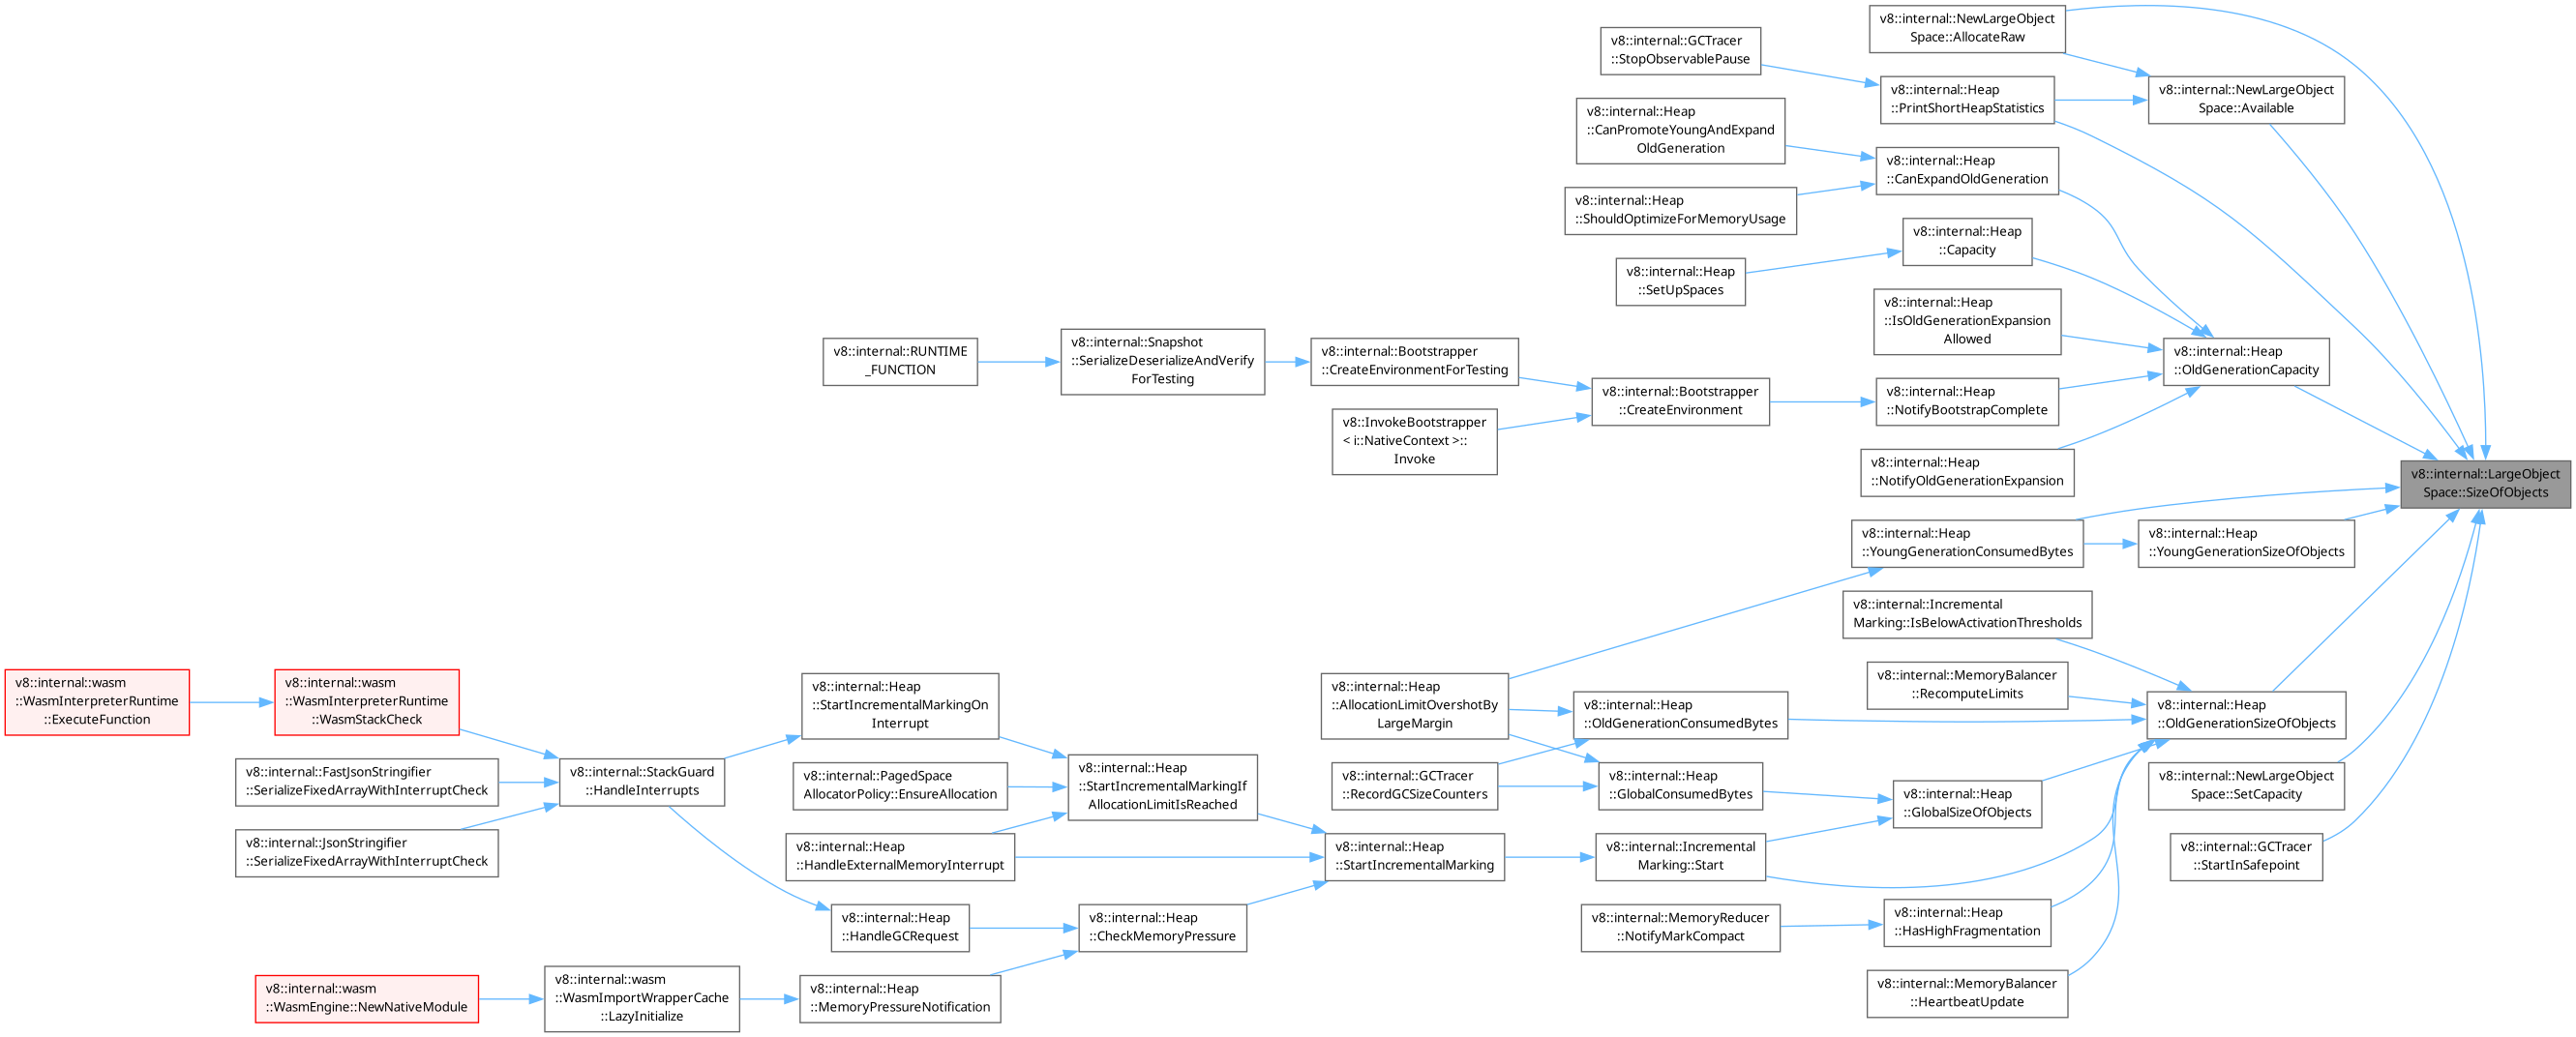 v8::internal::NewLargeObject
Space::AllocateRaw
v8::internal::GCTracer
::StopObservablePause
v8::internal::Heap
::PrintShortHeapStatistics
v8::internal::NewLargeObject
Space::Available
v8::internal::Heap
::CanPromoteYoungAndExpand
OldGeneration
v8::internal::Heap
::CanExpandOldGeneration
v8::internal::Heap
::ShouldOptimizeForMemoryUsage
v8::internal::Heap
::Capacity
v8::internal::Heap
::SetUpSpaces
v8::internal::Heap
::IsOldGenerationExpansion
Allowed
v8::internal::RUNTIME
_FUNCTION
v8::internal::Snapshot
::SerializeDeserializeAndVerify
ForTesting
v8::internal::Bootstrapper
::CreateEnvironmentForTesting
v8::internal::Heap
::OldGenerationCapacity
v8::internal::Bootstrapper
::CreateEnvironment
v8::internal::Heap
::NotifyBootstrapComplete
v8::InvokeBootstrapper
< i::NativeContext >::
Invoke
v8::internal::Heap
::NotifyOldGenerationExpansion
v8::internal::LargeObject
Space::SizeOfObjects
v8::internal::Heap
::YoungGenerationConsumedBytes
v8::internal::Heap
::YoungGenerationSizeOfObjects
v8::internal::Incremental
Marking::IsBelowActivationThresholds
v8::internal::wasm
::WasmInterpreterRuntime
::ExecuteFunction
v8::internal::wasm
::WasmInterpreterRuntime
::WasmStackCheck
v8::internal::Heap
::StartIncrementalMarkingOn
Interrupt
v8::internal::Heap
::AllocationLimitOvershotBy
LargeMargin
v8::internal::MemoryBalancer
::RecomputeLimits
v8::internal::Heap
::OldGenerationConsumedBytes
v8::internal::Heap
::OldGenerationSizeOfObjects
v8::internal::FastJsonStringifier
::SerializeFixedArrayWithInterruptCheck
v8::internal::StackGuard
::HandleInterrupts
v8::internal::PagedSpace
AllocatorPolicy::EnsureAllocation
v8::internal::Heap
::StartIncrementalMarkingIf
AllocationLimitIsReached
v8::internal::GCTracer
::RecordGCSizeCounters
v8::internal::Heap
::GlobalConsumedBytes
v8::internal::Heap
::GlobalSizeOfObjects
v8::internal::NewLargeObject
Space::SetCapacity
v8::internal::JsonStringifier
::SerializeFixedArrayWithInterruptCheck
v8::internal::Heap
::HandleExternalMemoryInterrupt
v8::internal::Heap
::StartIncrementalMarking
v8::internal::Incremental
Marking::Start
v8::internal::GCTracer
::StartInSafepoint
v8::internal::Heap
::HandleGCRequest
v8::internal::Heap
::CheckMemoryPressure
v8::internal::MemoryReducer
::NotifyMarkCompact
v8::internal::Heap
::HasHighFragmentation
v8::internal::wasm
::WasmEngine::NewNativeModule
v8::internal::wasm
::WasmImportWrapperCache
::LazyInitialize
v8::internal::Heap
::MemoryPressureNotification
v8::internal::MemoryBalancer
::HeartbeatUpdate